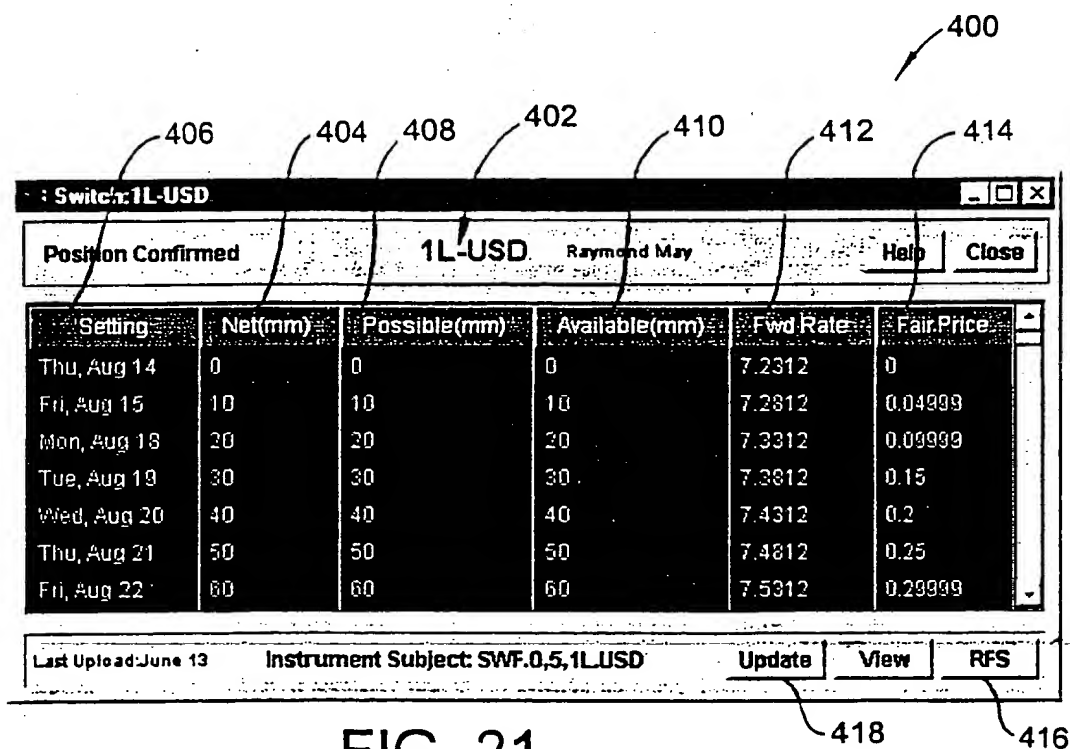 400
406 404 408 402 410 412 414
Switch:1L-USD
Position Confirmed 1L-USD Raymond May Help Close
Setting Net(mm) Possible(mm) Available(mm) Fwd Rate Fair Price
Thu, Aug 14 0 0 0 7.2312 0
Fri, Aug 15 10 10 10 7.2812 0.04999
Mon, Aug 18 20 20 20 7.3312 0.09999
Tue, Aug 19 30 30 30 7.3812 0.15
Wed, Aug 20 40 40 40 7.4312 0.2
Thu, Aug 21 50 50 50 7.4812 0.25
Fri, Aug 22 60 60 60 7.5312 0.29999
Last Upload:June 13 Instrument Subject: SWF.0,5,1L.USD Update View RFS
418 416
FIG. 21